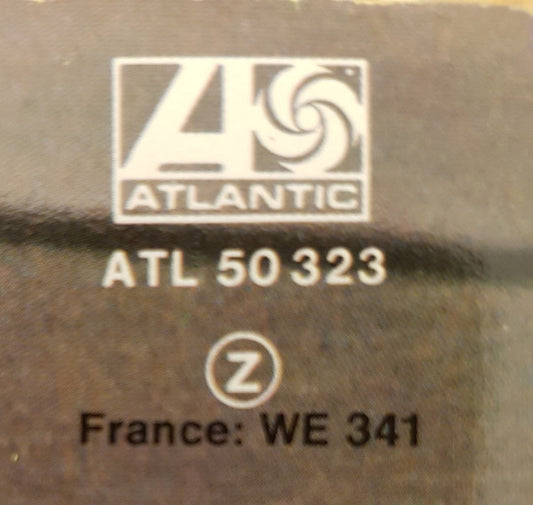 ATLANTIC
ATL 50 323
Z
France: WE 341